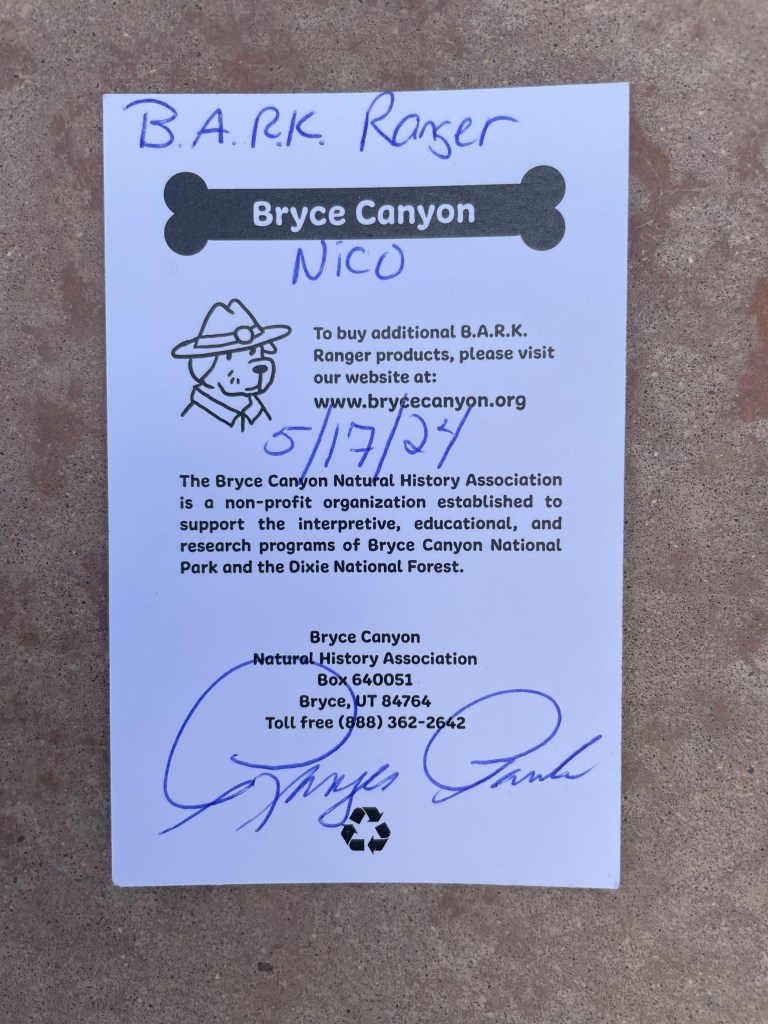 B.A.R.K. Ranger
Bryce Canyon
Nico
To buy additional B.A.R.K.
Ranger products, please visit
our website at:
www.brycecanyon.org
5/17/24
The Bryce Canyon Natural History Association
is a non-profit organization established to
support the interpretive, educational, and
research programs of Bryce Canyon National
Park and the Dixie National Forest.
Bryce Canyon
Natural History Association
Box 640051
Bryce, UT 84764
Toll free (888) 362-2642
Ranger